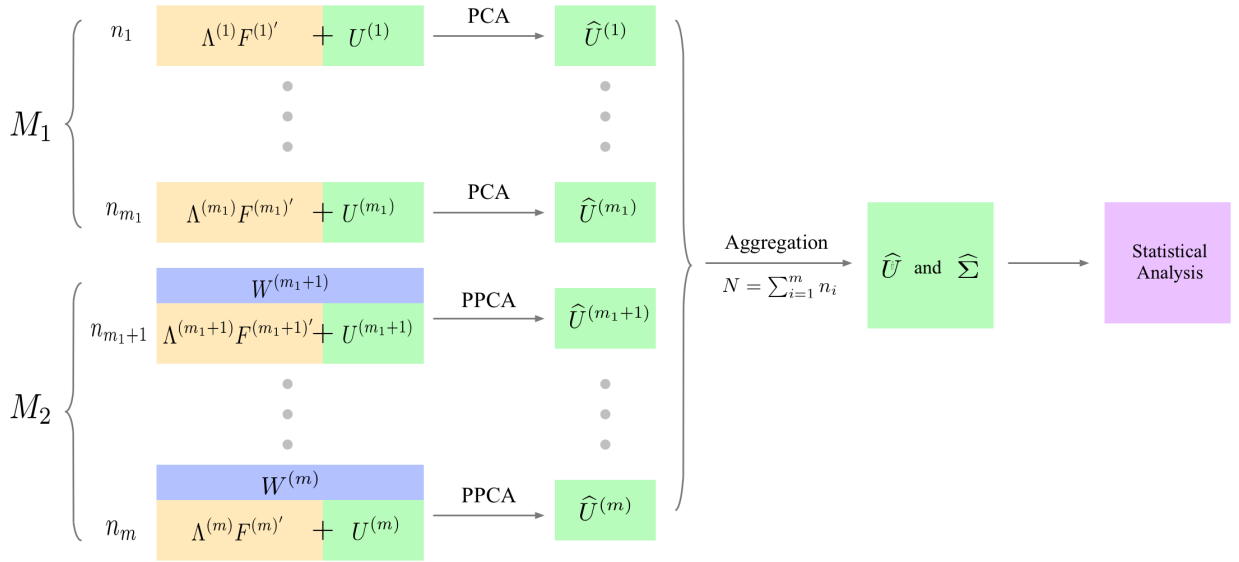 n₁ Λ⁽¹⁾F⁽¹⁾′ + U⁽¹⁾ PCA Û⁽¹⁾
M₁
n_{m₁} Λ^{(m₁)}F^{(m₁)′} + U^{(m₁)} PCA Û^{(m₁)}
Aggregation
N = ∑_{i=1}^{m} n_i
Û and Σ̂
Statistical
Analysis
W^{(m₁+1)}
n_{m₁+1} Λ^{(m₁+1)}F^{(m₁+1)′} + U^{(m₁+1)} PPCA Û^{(m₁+1)}
M₂
W^{(m)}
n_m Λ^{(m)}F^{(m)′} + U^{(m)} PPCA Û^{(m)}